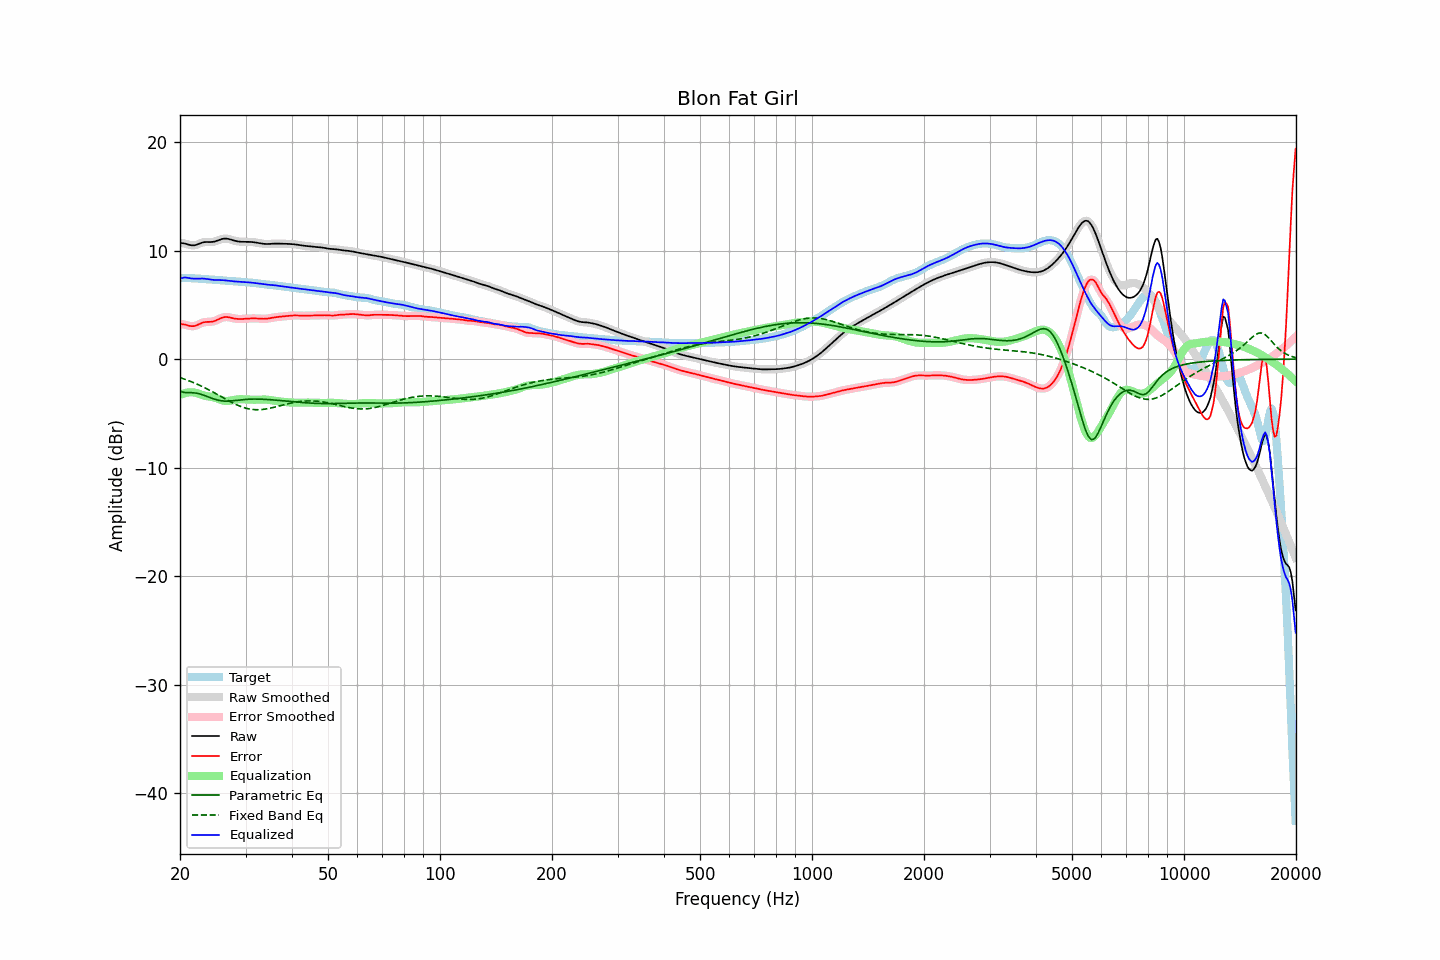 Blon Fat Girl
20
10
0
−10
−20
−30
−40
Amplitude (dBr)
Target
Raw Smoothed
Error Smoothed
Raw
Error
Equalization
Parametric Eq
Fixed Band Eq
Equalized
20 50 100 200 500 1000 2000 5000 10000 20000
Frequency (Hz)